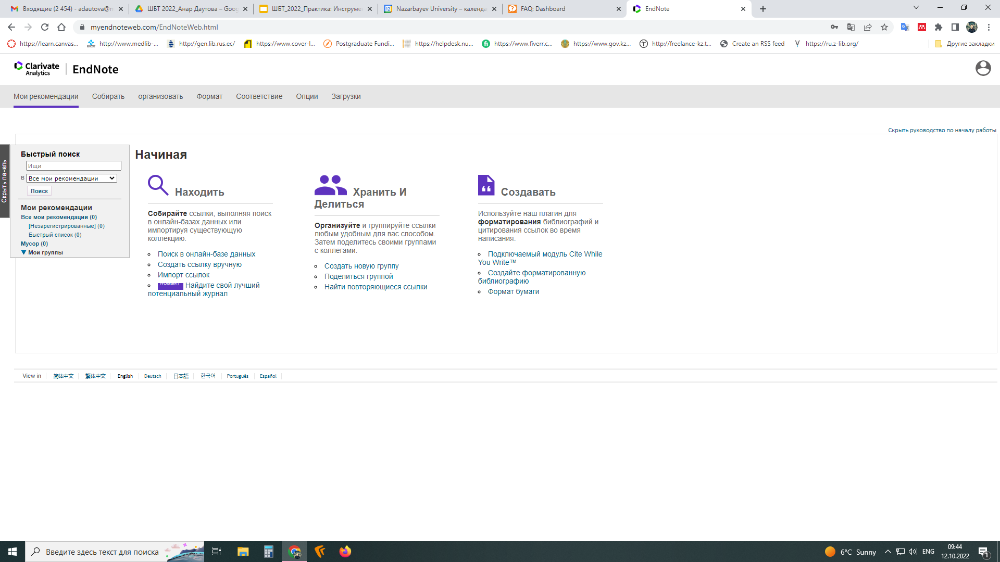 Входящие (2 454) - adautova@n
ШБТ 2022_Анар Даутова – Goog
ШБТ_2022_Практика: Инструмен
Nazarbayev University – календа
FAQ: Dashboard
EndNote
myendnoteweb.com/EndNoteWeb.html
https://learn.canvas...
http://www.medlib-...
http://gen.lib.rus.ec/
https://www.cover-l...
Postgraduate Fundi...
https://helpdesk.nu...
https://www.fiverr.c...
https://www.gov.kz...
http://freelance-kz.t...
Create an RSS feed
https://ru.z-lib.org/
Другие закладки
Clarivate
Analytics
EndNote
Мои рекомендации
Собирать
организовать
Формат
Соответствие
Опции
Загрузки
Скрыть руководство по началу работы
Скрыть панель
Быстрый поиск
Ищи
в Все мои рекомендации
Поиск
Мои рекомендации
Все мои рекомендации (0)
[Незарегистрированные] (0)
Быстрый список (0)
Мусор (0)
Мои группы
Начиная
Находить
Собирайте ссылки, выполняя поиск
в онлайн-базах данных или
импортируя существующую
коллекцию.
Поиск в онлайн-базе данных
Создать ссылку вручную
Импорт ссылок
Найдите свой лучший
потенциальный журнал
Хранить И
Делиться
Организуйте и группируйте ссылки
любым удобным для вас способом.
Затем поделитесь своими группами
с коллегами.
Создать новую группу
Поделиться группой
Найти повторяющиеся ссылки
Создавать
Используйте наш плагин для
форматирования библиографий и
цитирования ссылок во время
написания.
Подключаемый модуль Cite While
You Write™
Создайте форматированную
библиографию
Формат бумаги
View in
简体中文
繁体中文
English
Deutsch
日本語
한국어
Português
Español
Введите здесь текст для поиска
6°C Sunny
ENG
09:44
12.10.2022
1